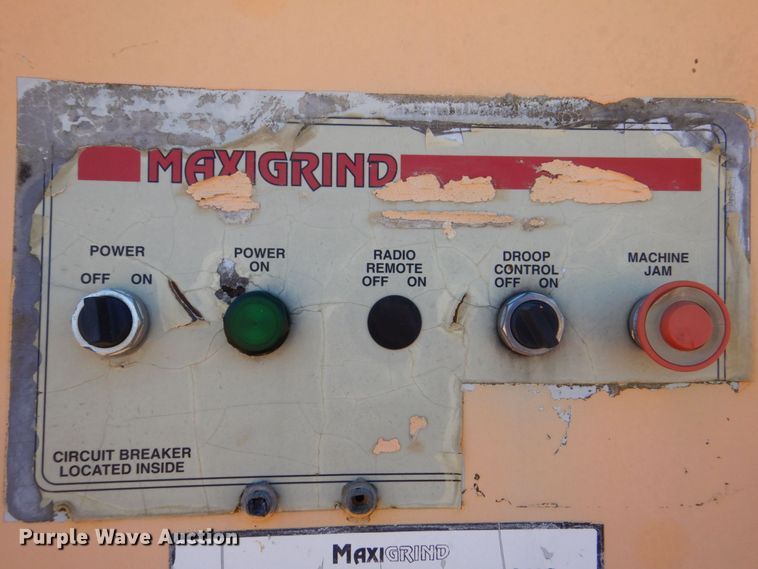 MAXIGRIND
POWER
OFF ON
POWER
ON
RADIO
REMOTE
OFF ON
DROOP
CONTROL
OFF ON
MACHINE
JAM
CIRCUIT BREAKER
LOCATED INSIDE
Purple Wave Auction
MAXIGRIND